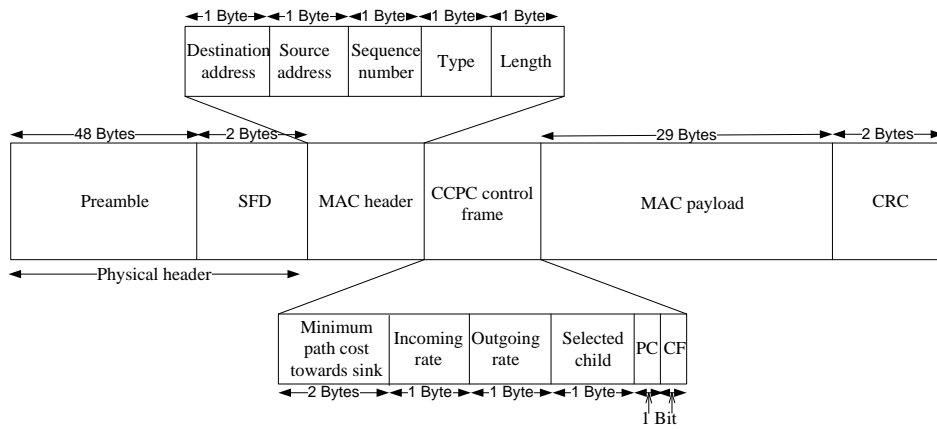 1 Byte 1 Byte 1 Byte 1 Byte 1 Byte
Destination address
Source address
Sequence number
Type
Length
48 Bytes 2 Bytes 29 Bytes 2 Bytes
Preamble
SFD
MAC header
CCPC control frame
MAC payload
CRC
Physical header
Minimum path cost towards sink
Incoming rate
Outgoing rate
Selected child
PC
CF
2 Bytes 1 Byte 1 Byte 1 Byte
1 Bit